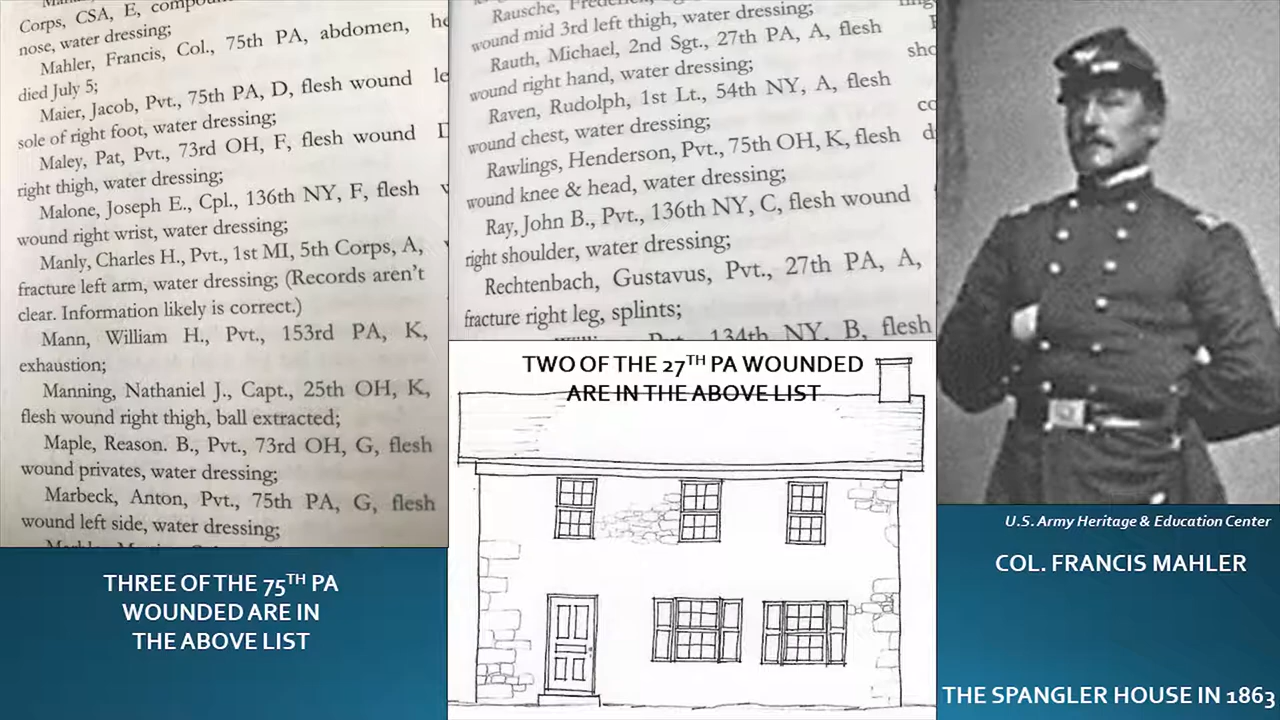 Corps, CSA, E,
nose, water dressing;
Mahler, Francis, Col., 75th PA, abdomen,
died July 5;
Maier, Jacob, Pvt., 75th PA, D, flesh wound
sole of right foot, water dressing;
Maley, Pat, Pvt., 73rd OH, F, flesh wound
right thigh, water dressing;
Malone, Joseph E., Cpl., 136th NY, F, flesh
wound right wrist, water dressing;
Manly, Charles H., Pvt., 1st MI, 5th Corps, A,
fracture left arm, water dressing; (Records aren't
clear. Information likely is correct.)
Mann, William H., Pvt., 153rd PA, K,
exhaustion;
Manning, Nathaniel J., Capt., 25th OH, K,
flesh wound right thigh, ball extracted;
Maple, Reason. B., Pvt., 73rd OH, G, flesh
wound privates, water dressing;
Marbeck, Anton, Pvt., 75th PA, G, flesh
wound left side, water dressing;
THREE OF THE 75TH PA
WOUNDED ARE IN
THE ABOVE LIST
Rausche,
wound mid 3rd left thigh, water dressing;
Rauth, Michael, 2nd Sgt., 27th PA, A, flesh
wound right hand, water dressing;
Raven, Rudolph, 1st Lt., 54th NY, A, flesh
wound chest, water dressing;
Rawlings, Henderson, Pvt., 75th OH, K, flesh
wound knee & head, water dressing;
Ray, John B., Pvt., 136th NY, C, flesh wound
right shoulder, water dressing;
Rechtenbach, Gustavus, Pvt., 27th PA, A,
fracture right leg, splints;
134th NY, B, flesh
TWO OF THE 27TH PA WOUNDED
ARE IN THE ABOVE LIST
U.S. Army Heritage & Education Center
COL. FRANCIS MAHLER
THE SPANGLER HOUSE IN 1863